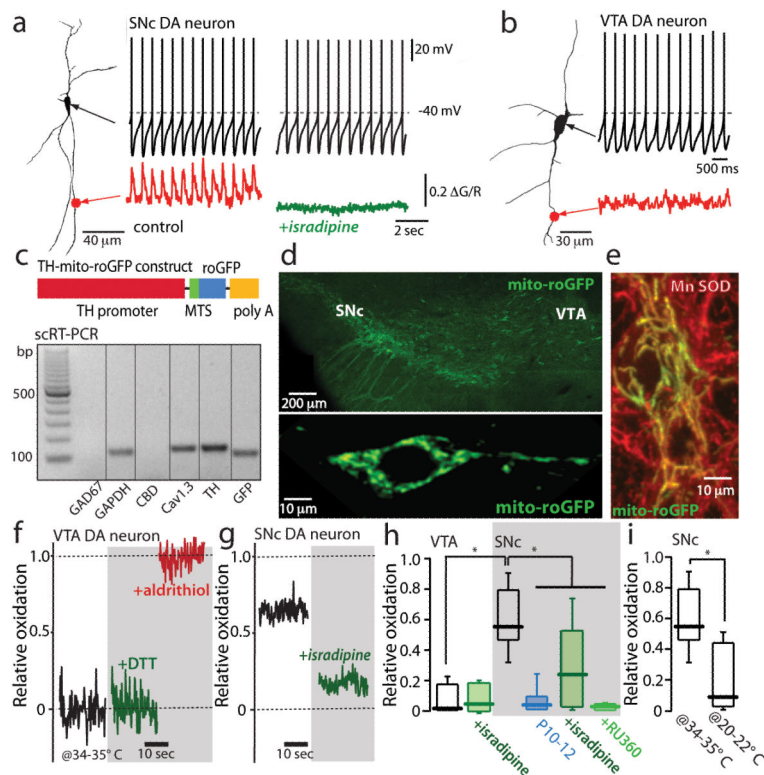 a
SNc DA neuron
20 mV
-40 mV
0.2 ΔG/R
control
40 μm
+isradipine
2 sec
b
VTA DA neuron
500 ms
30 μm
c
TH-mito-roGFP construct
roGFP
TH promoter
MTS
poly A
scRT-PCR
bp
500
100
GAD67
GAPDH
CBD
Cav1.3
TH
GFP
d
mito-roGFP
SNc
VTA
200 μm
10 μm
mito-roGFP
e
Mn SOD
10 μm
mito-roGFP
f
VTA DA neuron
Relative oxidation
1.0
0.5
0
+aldrithiol
+DTT
@34-35° C
10 sec
g
SNc DA neuron
Relative oxidation
1.0
0.5
0
+isradipine
10 sec
h
VTA
SNc
*
*
Relative oxidation
1.0
0.8
0.6
0.4
0.2
0
+isradipine
P10-12
+isradipine
+RU360
i
SNc
*
Relative oxidation
1.0
0.8
0.6
0.4
0.2
0
@34-35° C
@20-22° C